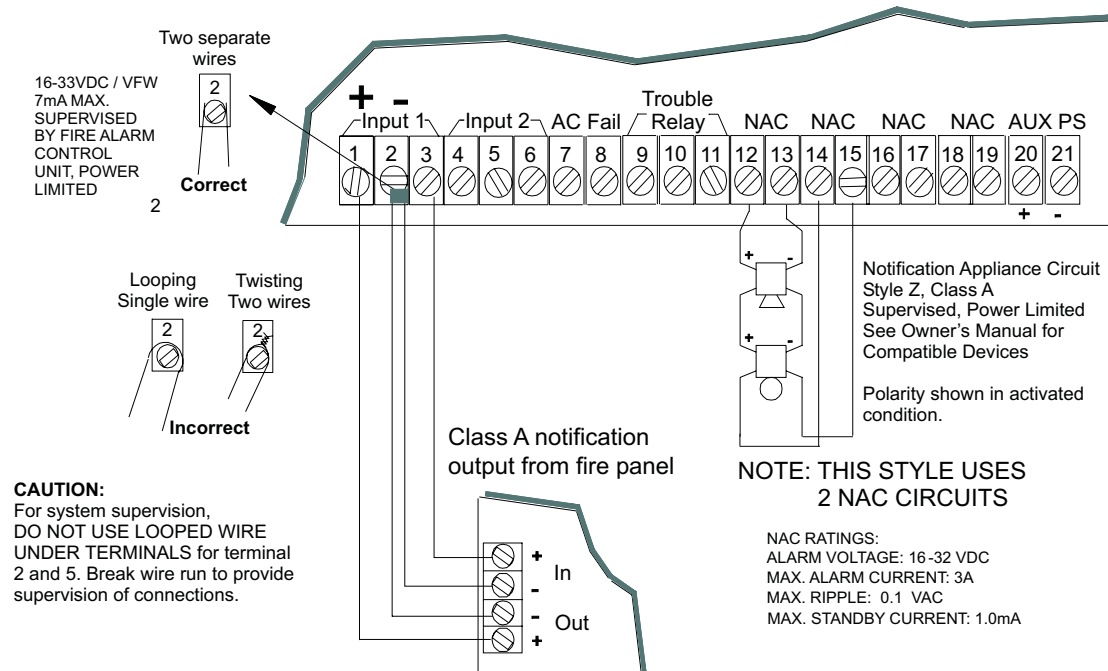 Two separate
wires
2
Correct
16-33VDC / VFW
7mA MAX.
SUPERVISED
BY FIRE ALARM
CONTROL
UNIT, POWER
LIMITED
2
+ -
Input 1 Input 2 AC Fail Trouble
Relay NAC NAC NAC NAC AUX PS
1 2 3 4 5 6 7 8 9 10 11 12 13 14 15 16 17 18 19 20 21
+ -
Looping
Single wire
2
Twisting
Two wires
2
Incorrect
CAUTION:
For system supervision,
DO NOT USE LOOPED WIRE
UNDER TERMINALS for terminal
2 and 5. Break wire run to provide
supervision of connections.
Class A notification
output from fire panel
+
In
-
-
Out
+
+ -
+ -
Notification Appliance Circuit
Style Z, Class A
Supervised, Power Limited
See Owner's Manual for
Compatible Devices
Polarity shown in activated
condition.
NOTE: THIS STYLE USES
2 NAC CIRCUITS
NAC RATINGS:
ALARM VOLTAGE: 16-32 VDC
MAX. ALARM CURRENT: 3A
MAX. RIPPLE: 0.1 VAC
MAX. STANDBY CURRENT: 1.0mA